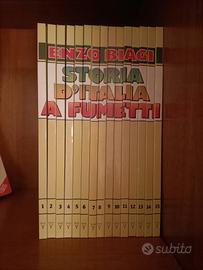 ENZO BIAGI
STORIA
D'ITALIA
A FUMETTI
1 2 3 4 5 6 7 8 9 10 11 12 13 14 15
subito